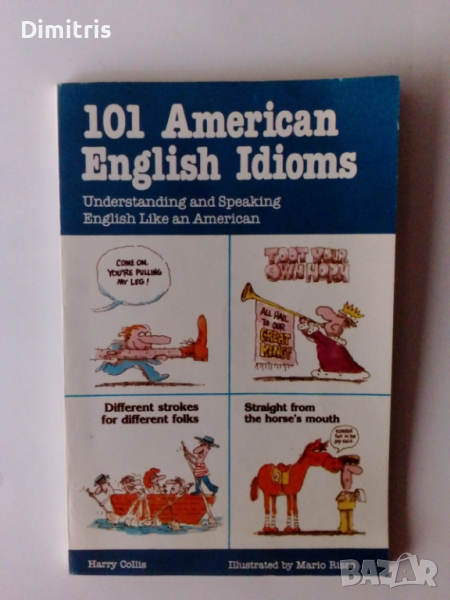 Dimitris
101 American
English Idioms
Understanding and Speaking
English Like an American
COME ON,
YOU'RE PULLING
MY LEG!
TOOT YOUR
OWN HORN
ALL HAIL
TO OUR
GREAT
KING!
Different strokes
for different folks
Straight from
the horse's mouth
Harry Collis
Illustrated by Mario
BAZAR